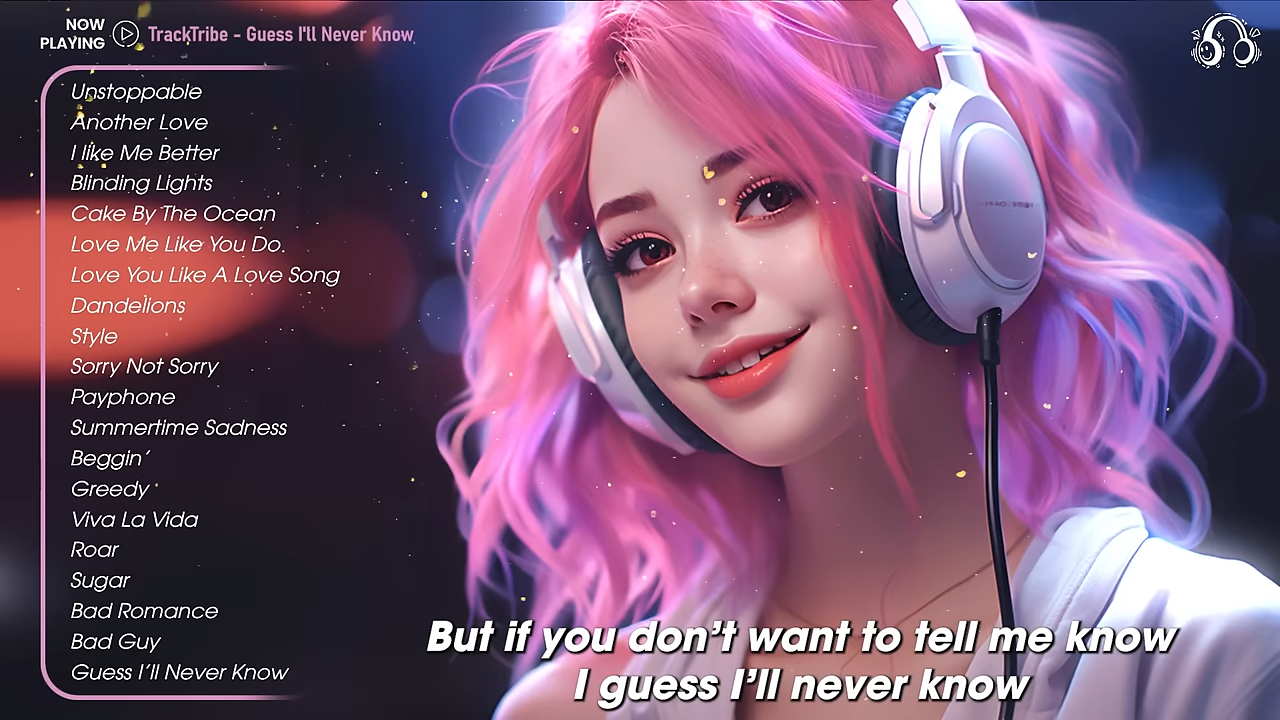 NOW
PLAYING
TrackTribe - Guess I'll Never Know
Unstoppable
Another Love
I like Me Better
Blinding Lights
Cake By The Ocean
Love Me Like You Do.
Love You Like A Love Song
Dandelions
Style
Sorry Not Sorry
Payphone
Summertime Sadness
Beggin’
Greedy
Viva La Vida
Roar
Sugar
Bad Romance
Bad Guy
Guess I’ll Never Know
But if you don’t want to tell me know
I guess I’ll never know